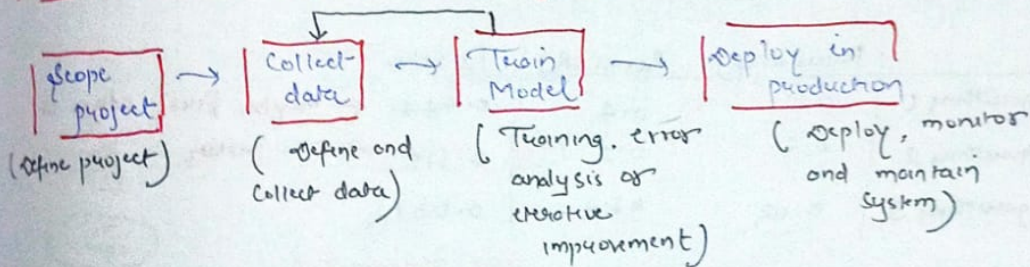 Scope
project
(Define project)
Collect
data
(Define and
Collect data)
Train
Model
(Training, error
analysis or
iterative
improvement)
Deploy in
production
(Deploy, monitor
and maintain
system)